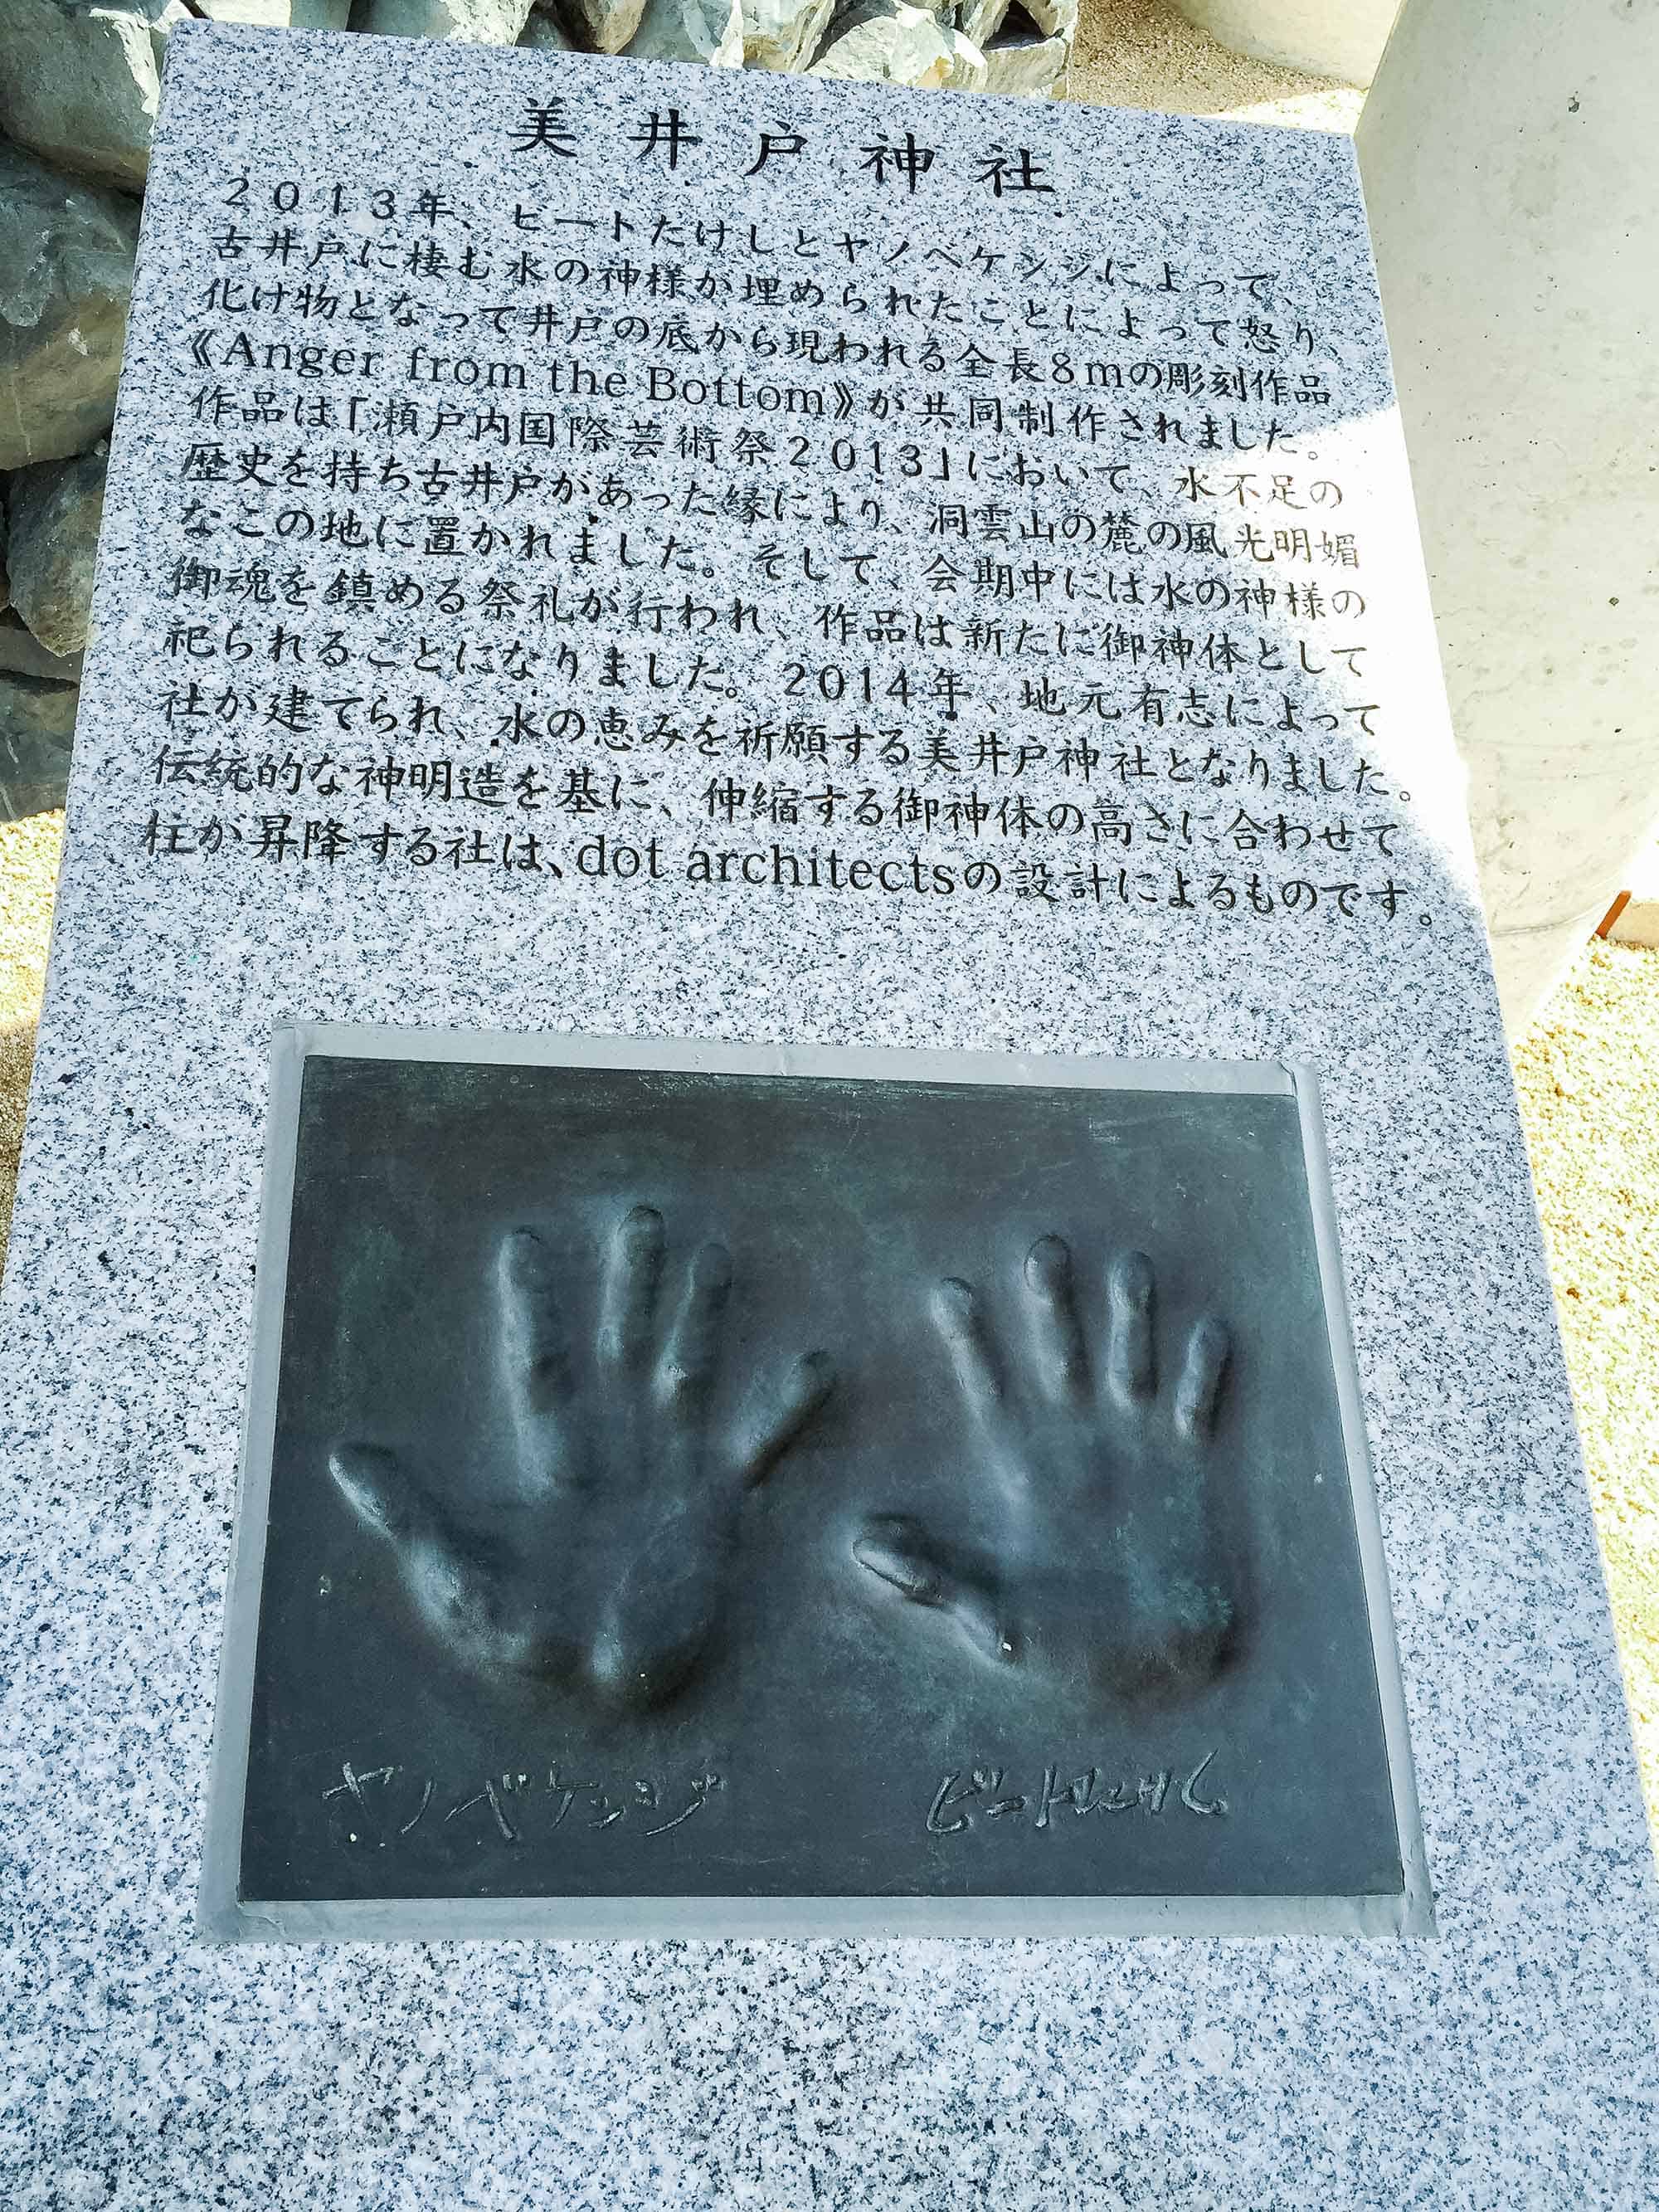 美井戸神社
２０１３年、ビートたけしとヤノベケンジによって、
古井戸に棲む水の神様が埋められたことによって怒り、
化け物となって井戸の底から現われる全長８ｍの彫刻作品
《Anger from the Bottom》が共同制作されました。
作品は「瀬戸内国際芸術祭２０１３」において、水不足の
歴史を持ち古井戸があった縁により、洞雲山の麓の風光明媚
なこの地に置かれました。そして、会期中には水の神様の
御魂を鎮める祭礼が行われ、作品は新たに御神体として
祀られることになりました。２０１４年、地元有志によって
社が建てられ、水の恵みを祈願する美井戸神社となりました。
伝統的な神明造を基に、伸縮する御神体の高さに合わせて
柱が昇降する社は、dot architectsの設計によるものです。
ヤノベケンジ
ビートたけし